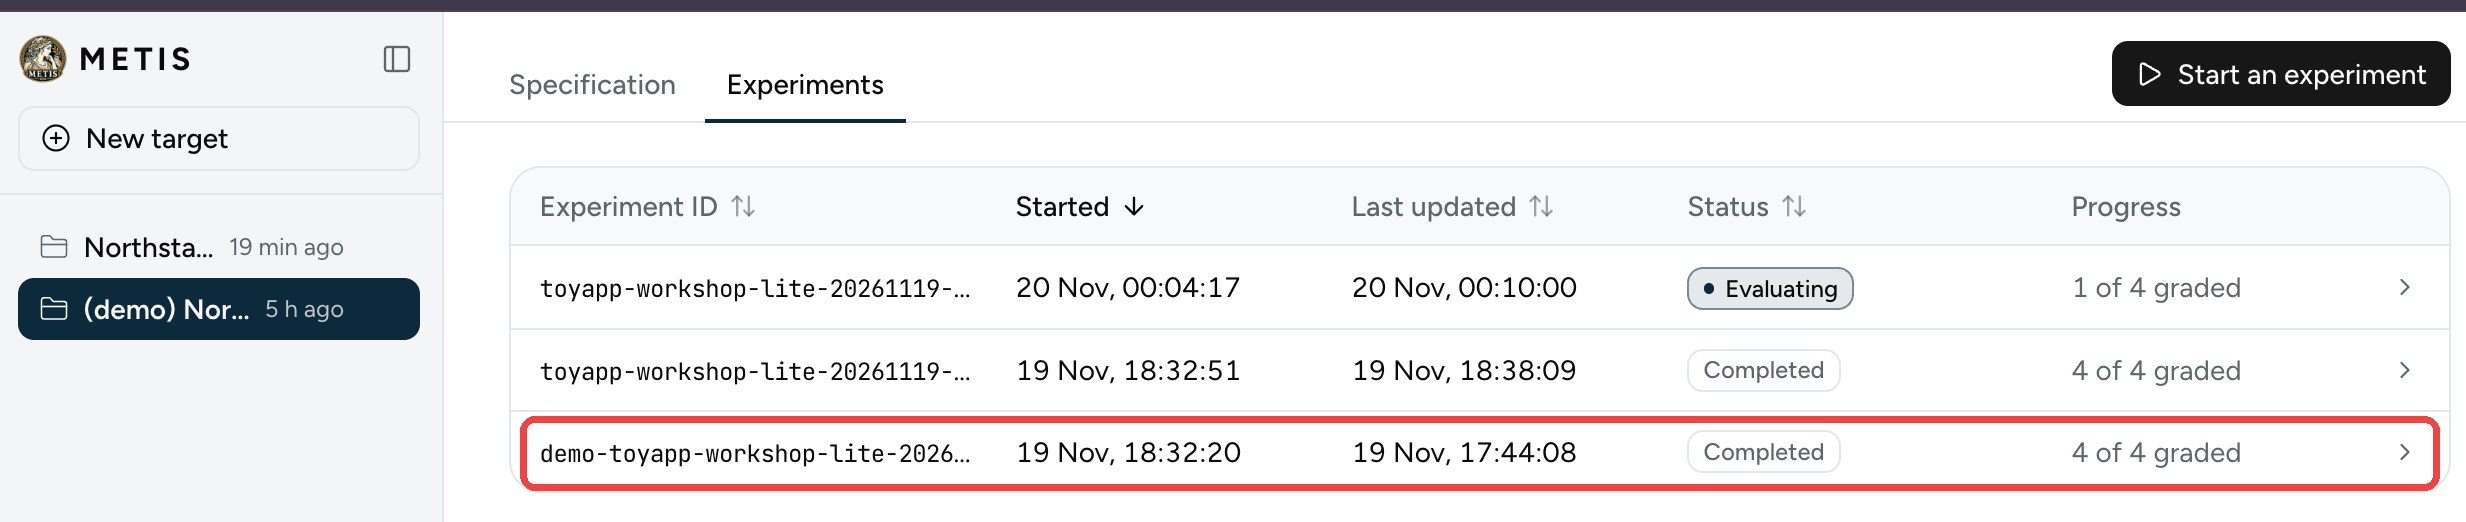 METIS
New target
Northsta... 19 min ago
(demo) Nor... 5 h ago
Specification Experiments
Start an experiment
Experiment ID Started Last updated Status Progress
toyapp-workshop-lite-20261119-... 20 Nov, 00:04:17 20 Nov, 00:10:00 Evaluating 1 of 4 graded
toyapp-workshop-lite-20261119-... 19 Nov, 18:32:51 19 Nov, 18:38:09 Completed 4 of 4 graded
demo-toyapp-workshop-lite-2026... 19 Nov, 18:32:20 19 Nov, 17:44:08 Completed 4 of 4 graded